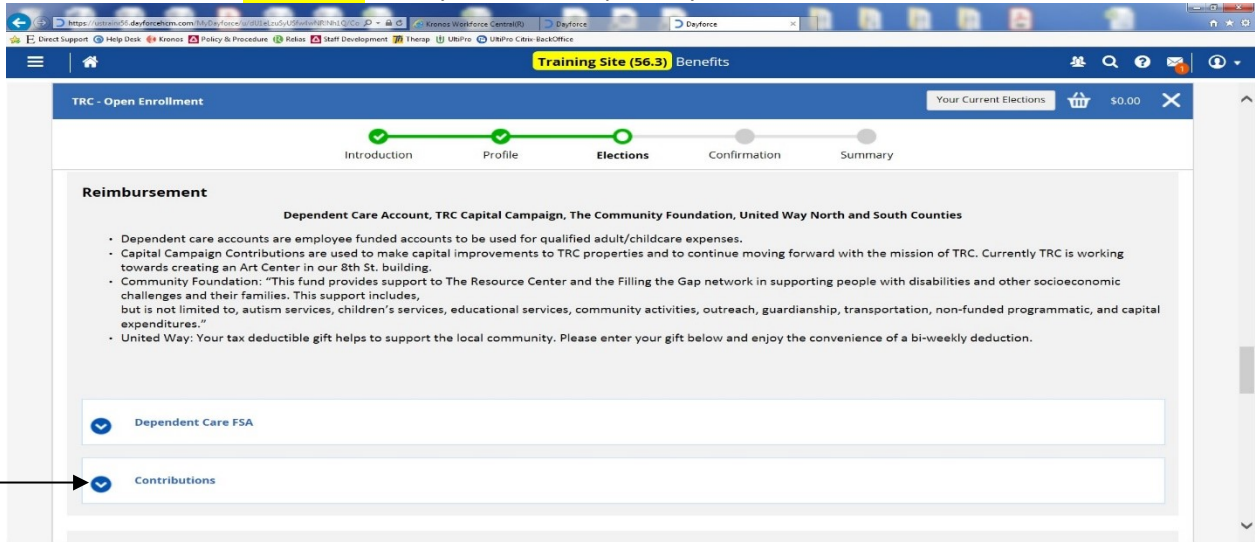 Kronos Workforce Central(R) Dayforce Dayforce
Direct Support Help Desk Kronos Policy & Procedure Relias Staff Development Therap UltiPro UltiPro Citrix-BackOffice
Training Site (56.3) Benefits
1
TRC - Open Enrollment Your Current Elections $0.00
Introduction Profile Elections Confirmation Summary
Reimbursement
Dependent Care Account, TRC Capital Campaign, The Community Foundation, United Way North and South Counties
• Dependent care accounts are employee funded accounts to be used for qualified adult/childcare expenses.
• Capital Campaign Contributions are used to make capital improvements to TRC properties and to continue moving forward with the mission of TRC. Currently TRC is working
towards creating an Art Center in our 8th St. building.
• Community Foundation: "This fund provides support to The Resource Center and the Filling the Gap network in supporting people with disabilities and other socioeconomic
challenges and their families. This support includes,
but is not limited to, autism services, children's services, educational services, community activities, outreach, guardianship, transportation, non-funded programmatic, and capital
expenditures."
• United Way: Your tax deductible gift helps to support the local community. Please enter your gift below and enjoy the convenience of a bi-weekly deduction.
Dependent Care FSA
Contributions